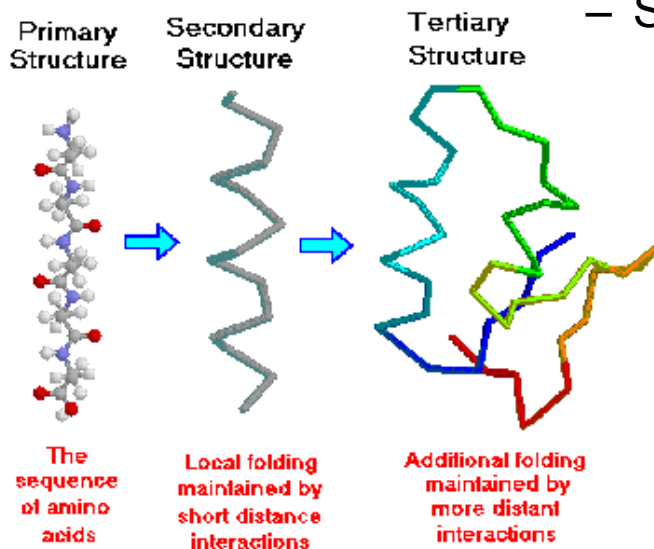 – S
Primary
Structure
Secondary
Structure
Tertiary
Structure
The
sequence
of amino
acids
Local folding
maintained by
short distance
interactions
Additional folding
maintained by
more distant
interactions